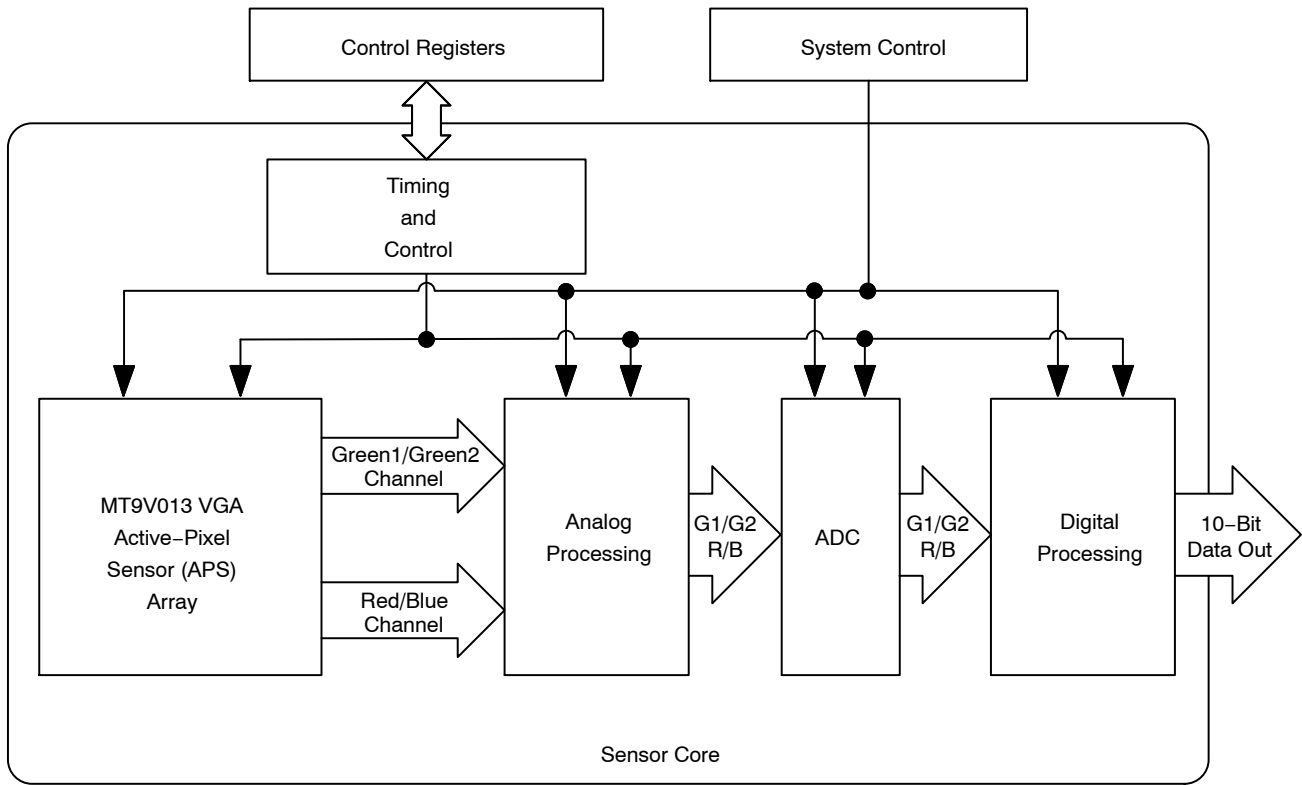 Control Registers
System Control
Timing
and
Control
Green1/Green2
Channel
MT9V013 VGA
Active−Pixel
Sensor (APS)
Array
Red/Blue
Channel
Analog
Processing
G1/G2
R/B
ADC
G1/G2
R/B
Digital
Processing
10−Bit
Data Out
Sensor Core